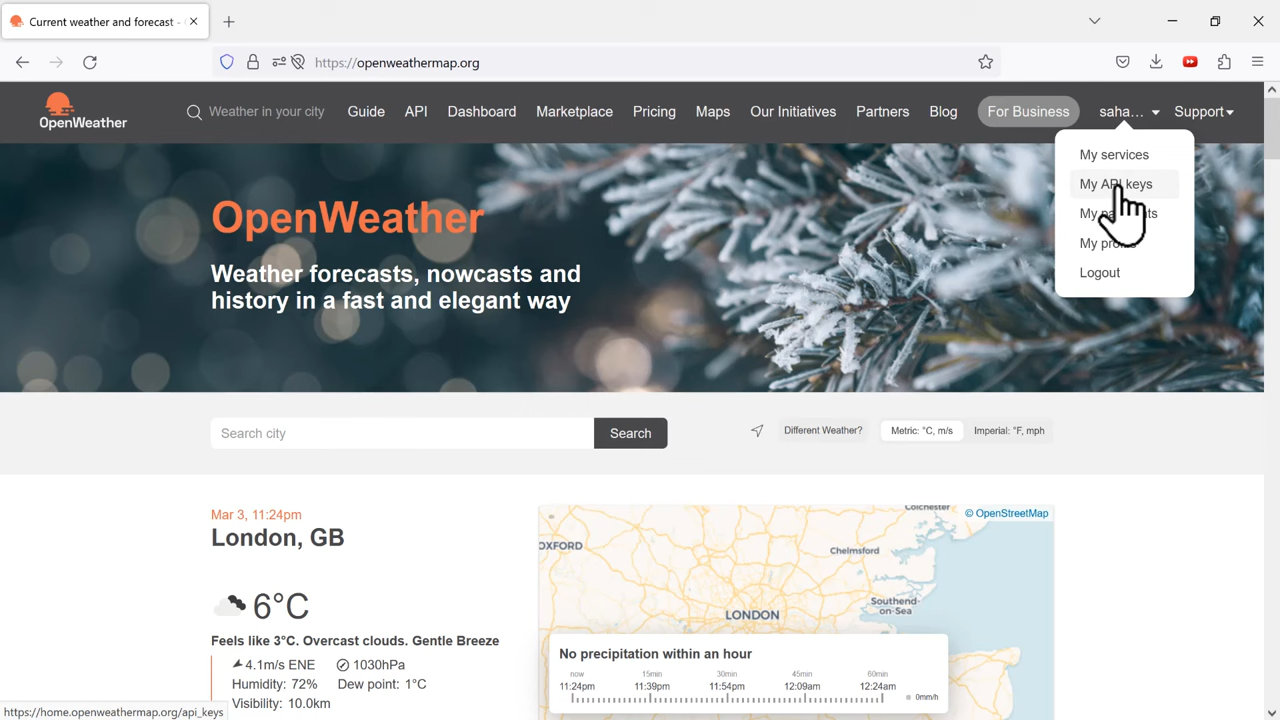 Current weather and forecast -
https://openweathermap.org
OpenWeather
Weather in your city
Guide
API
Dashboard
Marketplace
Pricing
Maps
Our Initiatives
Partners
Blog
For Business
saha...
Support
My services
My API keys
My
My
Logout
OpenWeather
Weather forecasts, nowcasts and
history in a fast and elegant way
Search city
Search
Different Weather?
Metric: °C, m/s
Imperial: °F, mph
Mar 3, 11:24pm
London, GB
6°C
Feels like 3°C. Overcast clouds. Gentle Breeze
4.1m/s ENE
1030hPa
Humidity: 72%
Dew point: 1°C
Visibility: 10.0km
© OpenStreetMap
OXFORD
Colchester
Chelmsford
Southend-
on-Sea
LONDON
No precipitation within an hour
now 15min 30min 45min 60min
11:24pm 11:39pm 11:54pm 12:09am 12:24am
0mm/h
https://home.openweathermap.org/api_keys